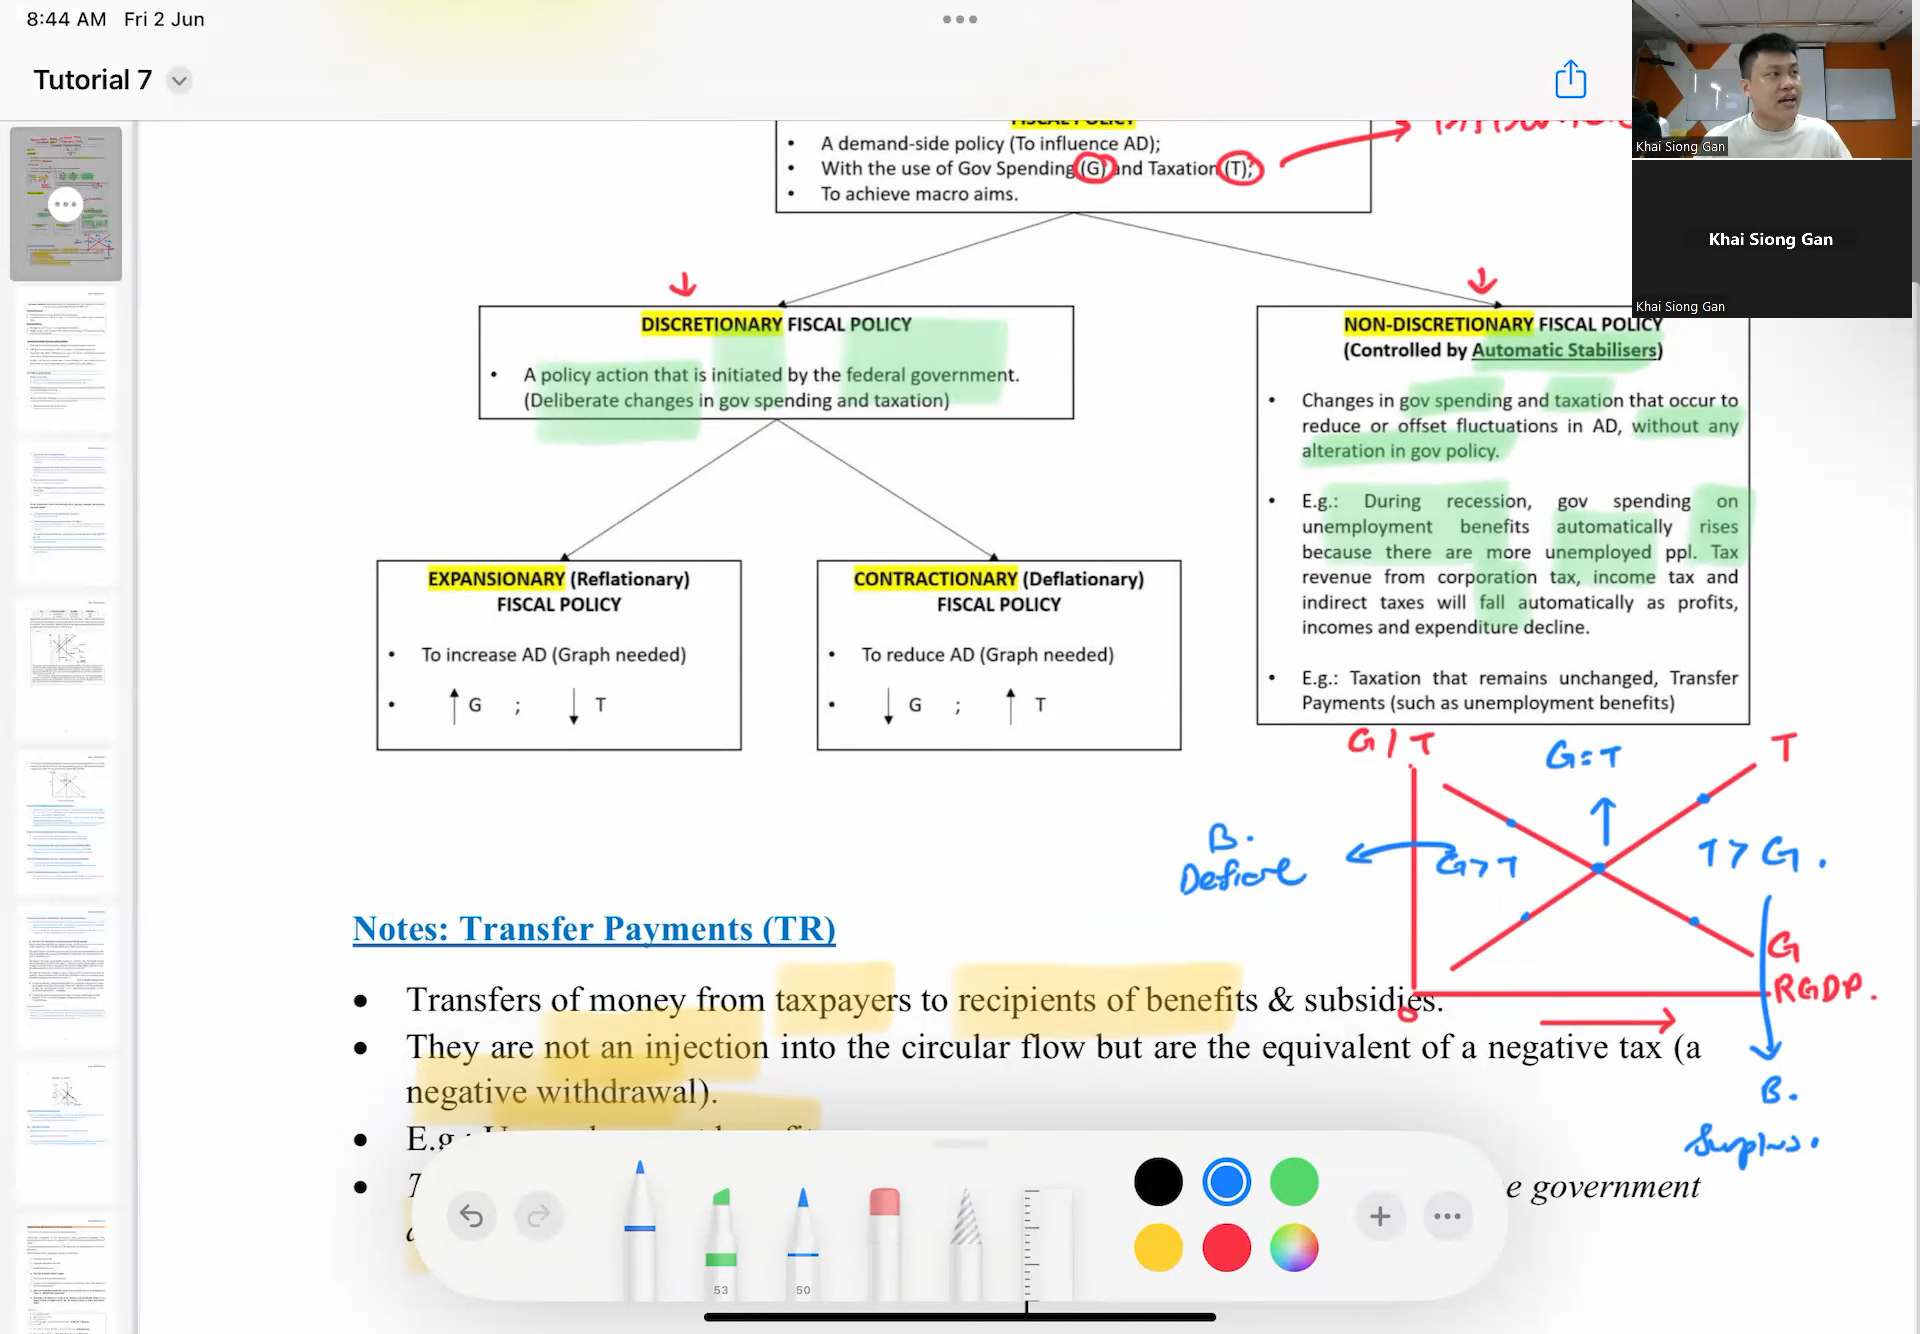 8:44 AM Fri 2 Jun
Tutorial 7
Khai Siong Gan
Khai Siong Gan
Khai Siong Gan
FISCAL POLICY
• A demand-side policy (To influence AD);
• With the use of Gov Spending (G) and Taxation (T);
• To achieve macro aims.
DISCRETIONARY FISCAL POLICY
• A policy action that is initiated by the federal government.
(Deliberate changes in gov spending and taxation)
NON-DISCRETIONARY FISCAL POLICY
(Controlled by Automatic Stabilisers)
• Changes in gov spending and taxation that occur to
reduce or offset fluctuations in AD, without any
alteration in gov policy.
• E.g.: During recession, gov spending on
unemployment benefits automatically rises
because there are more unemployed ppl. Tax
revenue from corporation tax, income tax and
indirect taxes will fall automatically as profits,
incomes and expenditure decline.
• E.g.: Taxation that remains unchanged, Transfer
Payments (such as unemployment benefits)
EXPANSIONARY (Reflationary)
FISCAL POLICY
• To increase AD (Graph needed)
• ↑ G ; ↓ T
CONTRACTIONARY (Deflationary)
FISCAL POLICY
• To reduce AD (Graph needed)
• ↓ G ; ↑ T
G / T
G = T
T
B.
Deficit
G > T
T > G.
G
RGDP.
0
B.
Surplus.
Notes: Transfer Payments (TR)
• Transfers of money from taxpayers to recipients of benefits & subsidies.
• They are not an injection into the circular flow but are the equivalent of a negative tax (a
negative withdrawal).
• E.g.:
• e government
53
50